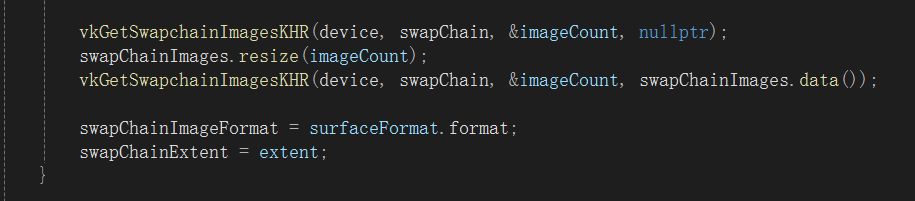 vkGetSwapchainImagesKHR(device, swapChain, &imageCount, nullptr);
swapChainImages.resize(imageCount);
vkGetSwapchainImagesKHR(device, swapChain, &imageCount, swapChainImages.data());
swapChainImageFormat = surfaceFormat.format;
swapChainExtent = extent;
}